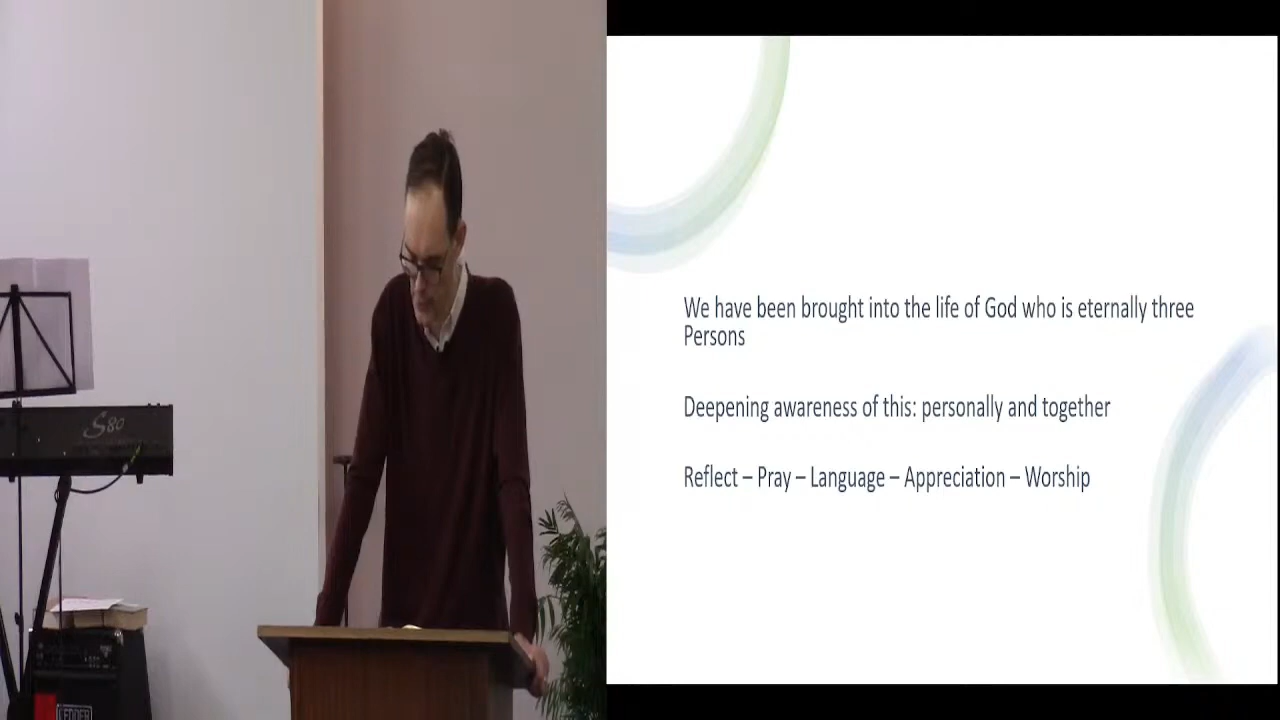 S80
We have been brought into the life of God who is eternally three
Persons
Deepening awareness of this: personally and together
Reflect – Pray – Language – Appreciation – Worship